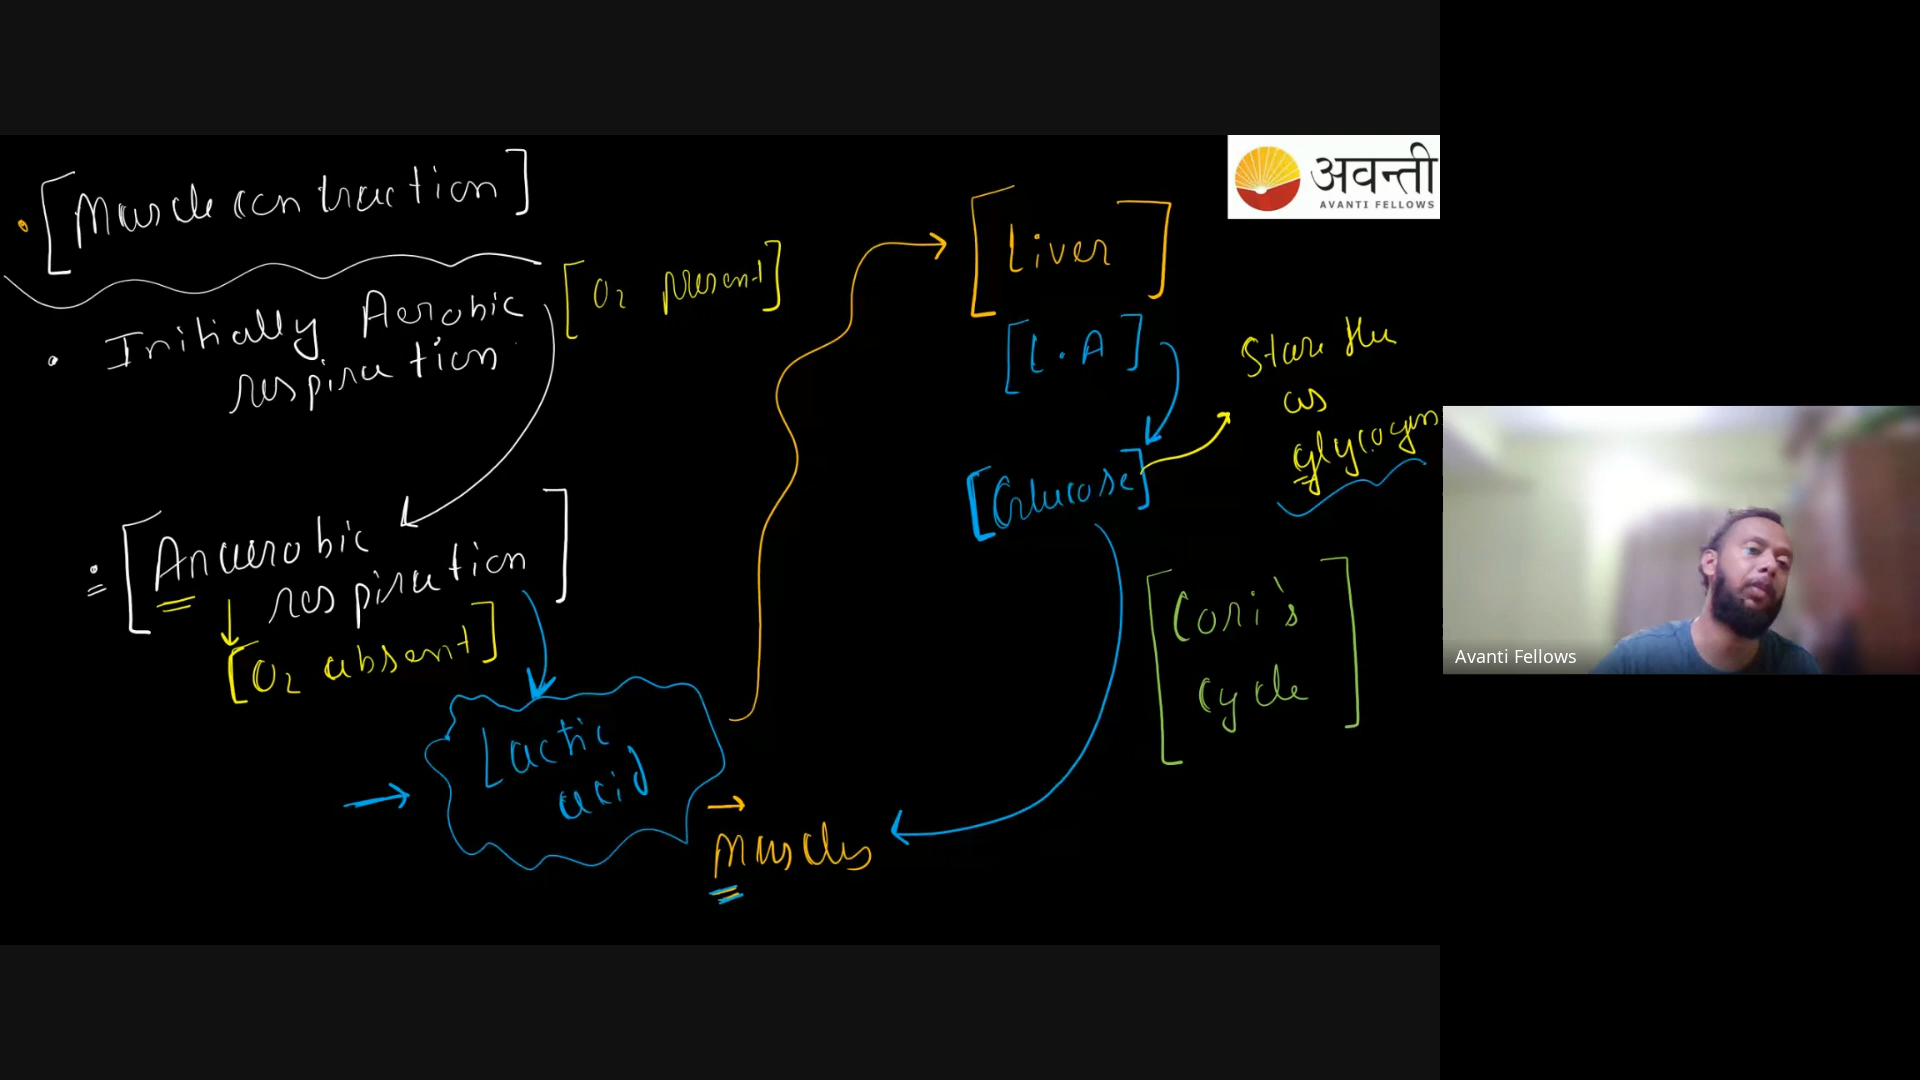 [Muscle contraction]
• Initially Aerobic
respiration
[O₂ present]
[Anaerobic
respiration]
[O₂ absent]
Lactic
acid
Muscles
[Liver]
[L.A]
[Glucose]
Store the
as
glycogen
[Cori's
Cycle]
अवन्ती
AVANTI FELLOWS
Avanti Fellows